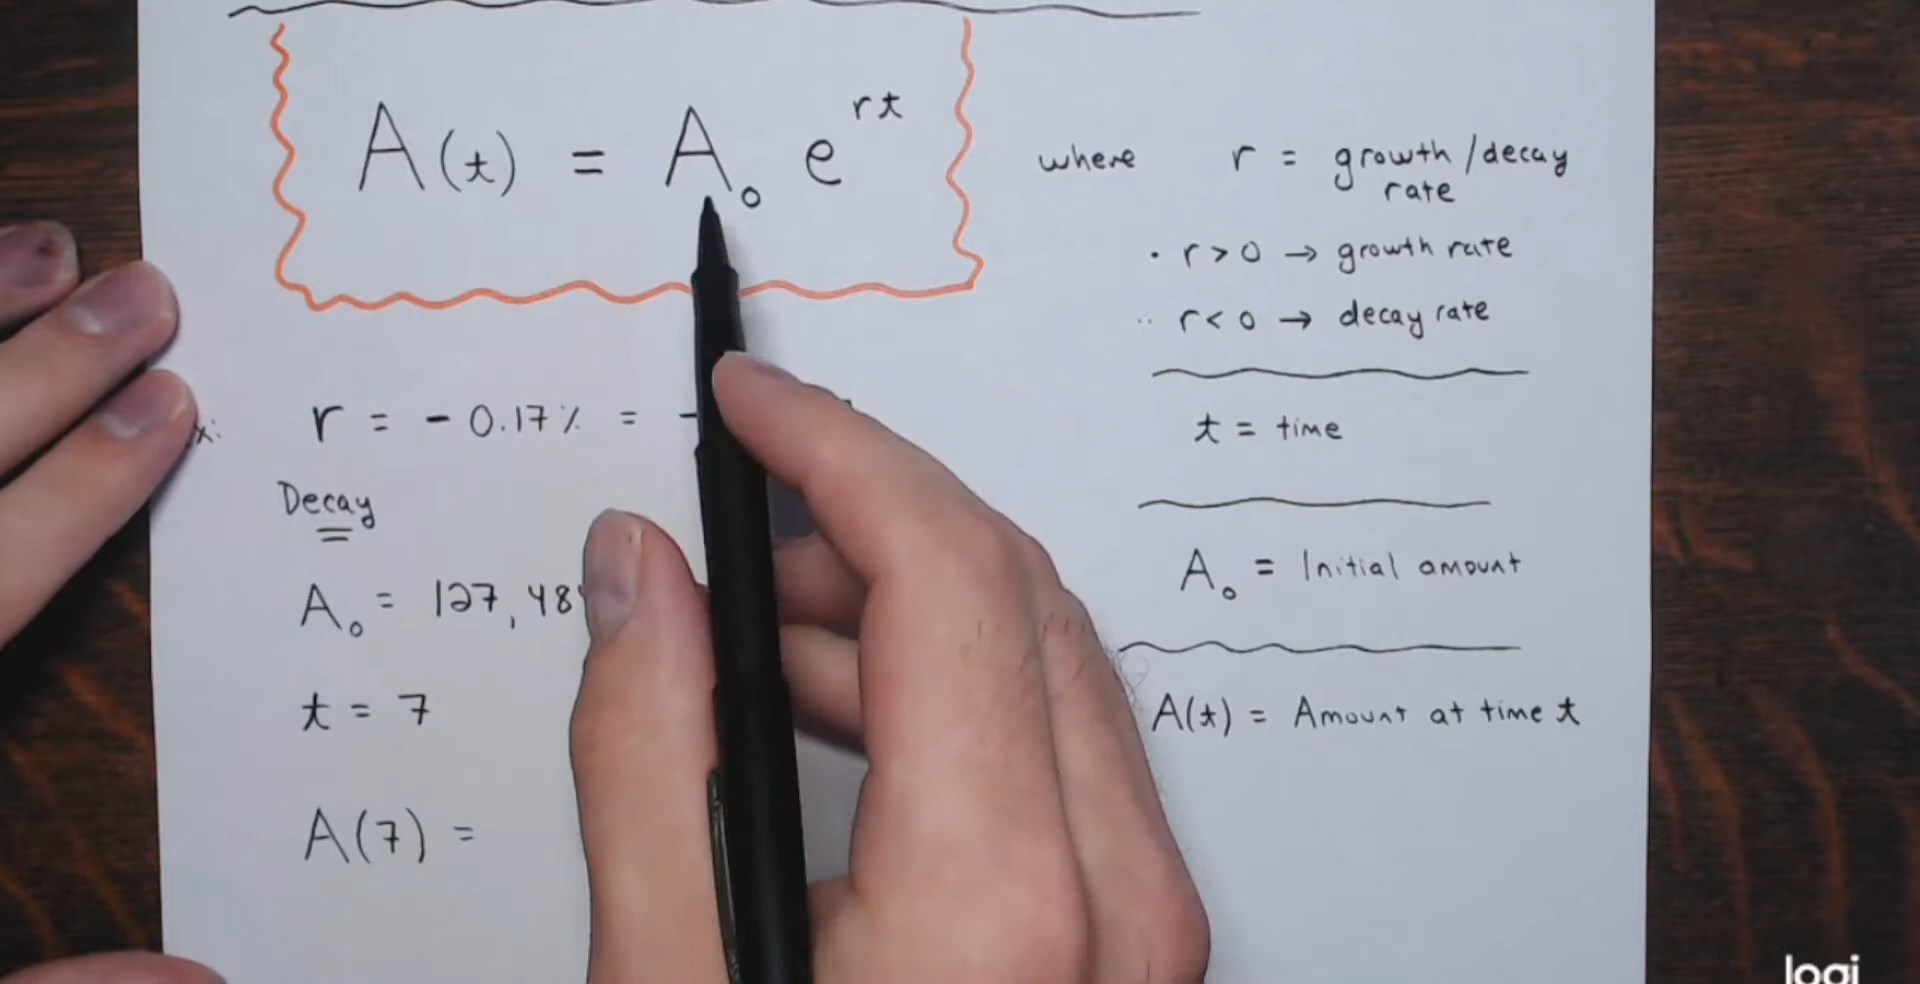 A(t) = A₀ e^rt
where r = growth/decay rate
· r > 0 → growth rate
·· r < 0 → decay rate
r = - 0.17% = -
Decay
t = time
A₀ = 127,48
A₀ = Initial amount
t = 7
A(t) = Amount at time t
A(7) =
logi